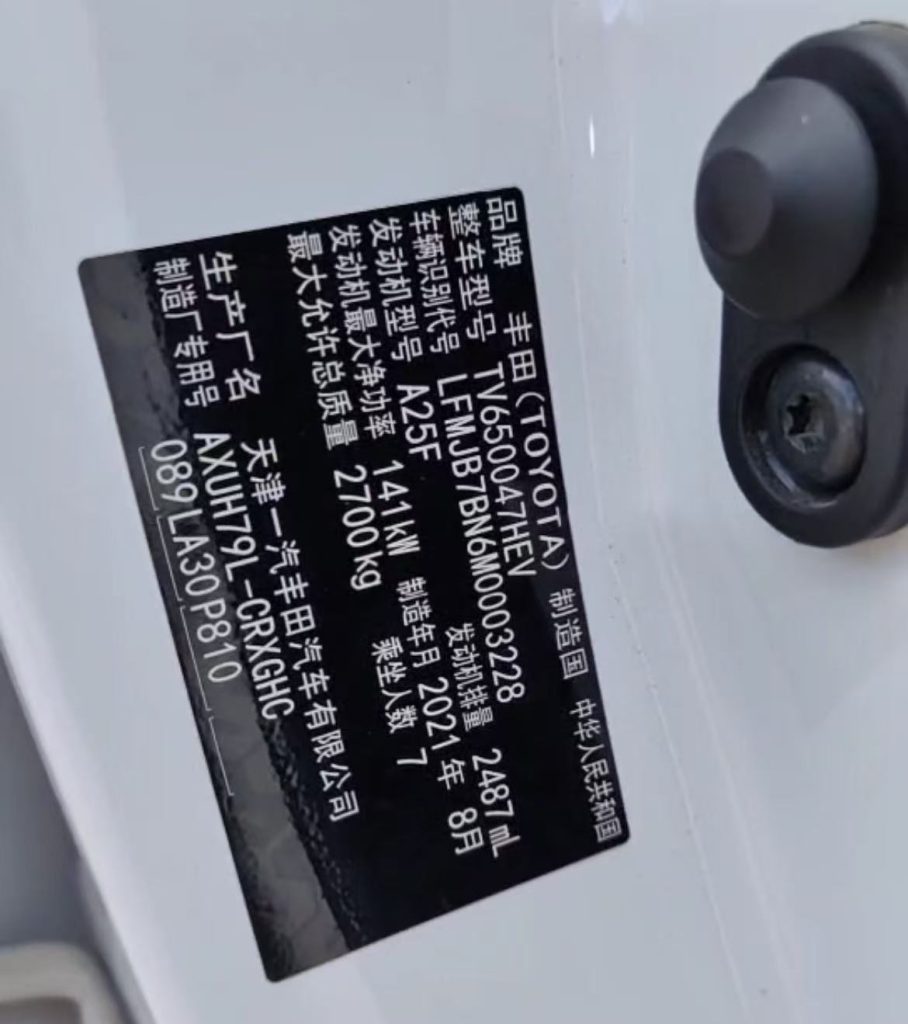 品牌 丰田(TOYOTA) 制造国 中华人民共和国
整车型号 TV650047HEV
车辆识别代号 LFMJB7BN6M0003228
发动机型号 A25F 发动机排量 2487mL
发动机最大净功率 141kW 制造年月 2021年 8月
最大允许总质量 2700kg 乘坐人数 7
生产厂名 天津一汽丰田汽车有限公司
制造厂专用号 AXUH79L-CRXGHC
089LA30P810